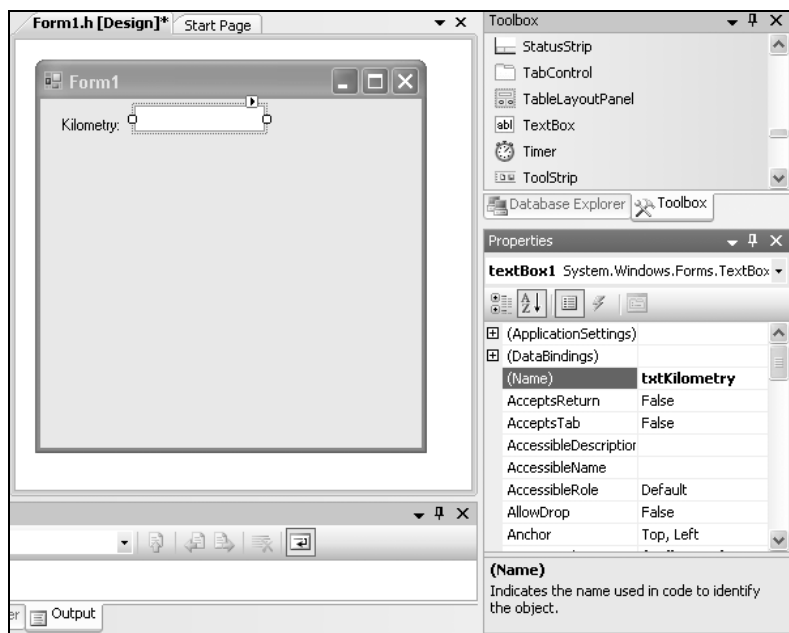 Form1.h [Design]* Start Page
Form1
Kilometry:
Toolbox
StatusStrip
TabControl
TableLayoutPanel
abl TextBox
Timer
ToolStrip
Database Explorer Toolbox
Properties
textBox1 System.Windows.Forms.TextBox
(ApplicationSettings)
(DataBindings)
(Name) txtKilometry
AcceptsReturn False
AcceptsTab False
AccessibleDescription
AccessibleName
AccessibleRole Default
AllowDrop False
Anchor Top, Left
(Name)
Indicates the name used in code to identify
the object.
Output